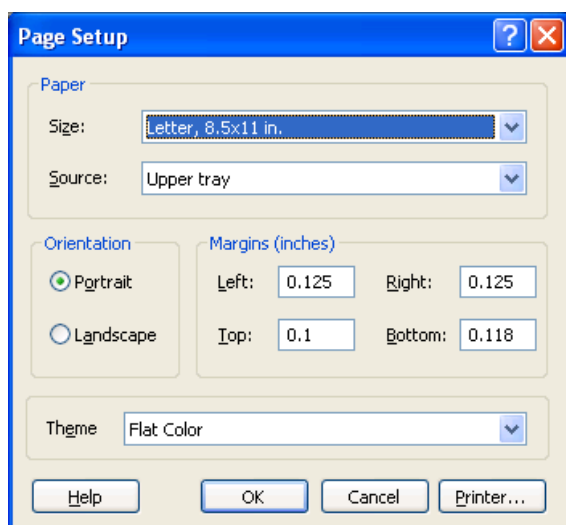 Page Setup
Paper
Size: Letter, 8.5x11 in.
Source: Upper tray
Orientation
Portrait
Landscape
Margins (inches)
Left: 0.125 Right: 0.125
Top: 0.1 Bottom: 0.118
Theme Flat Color
Help OK Cancel Printer...